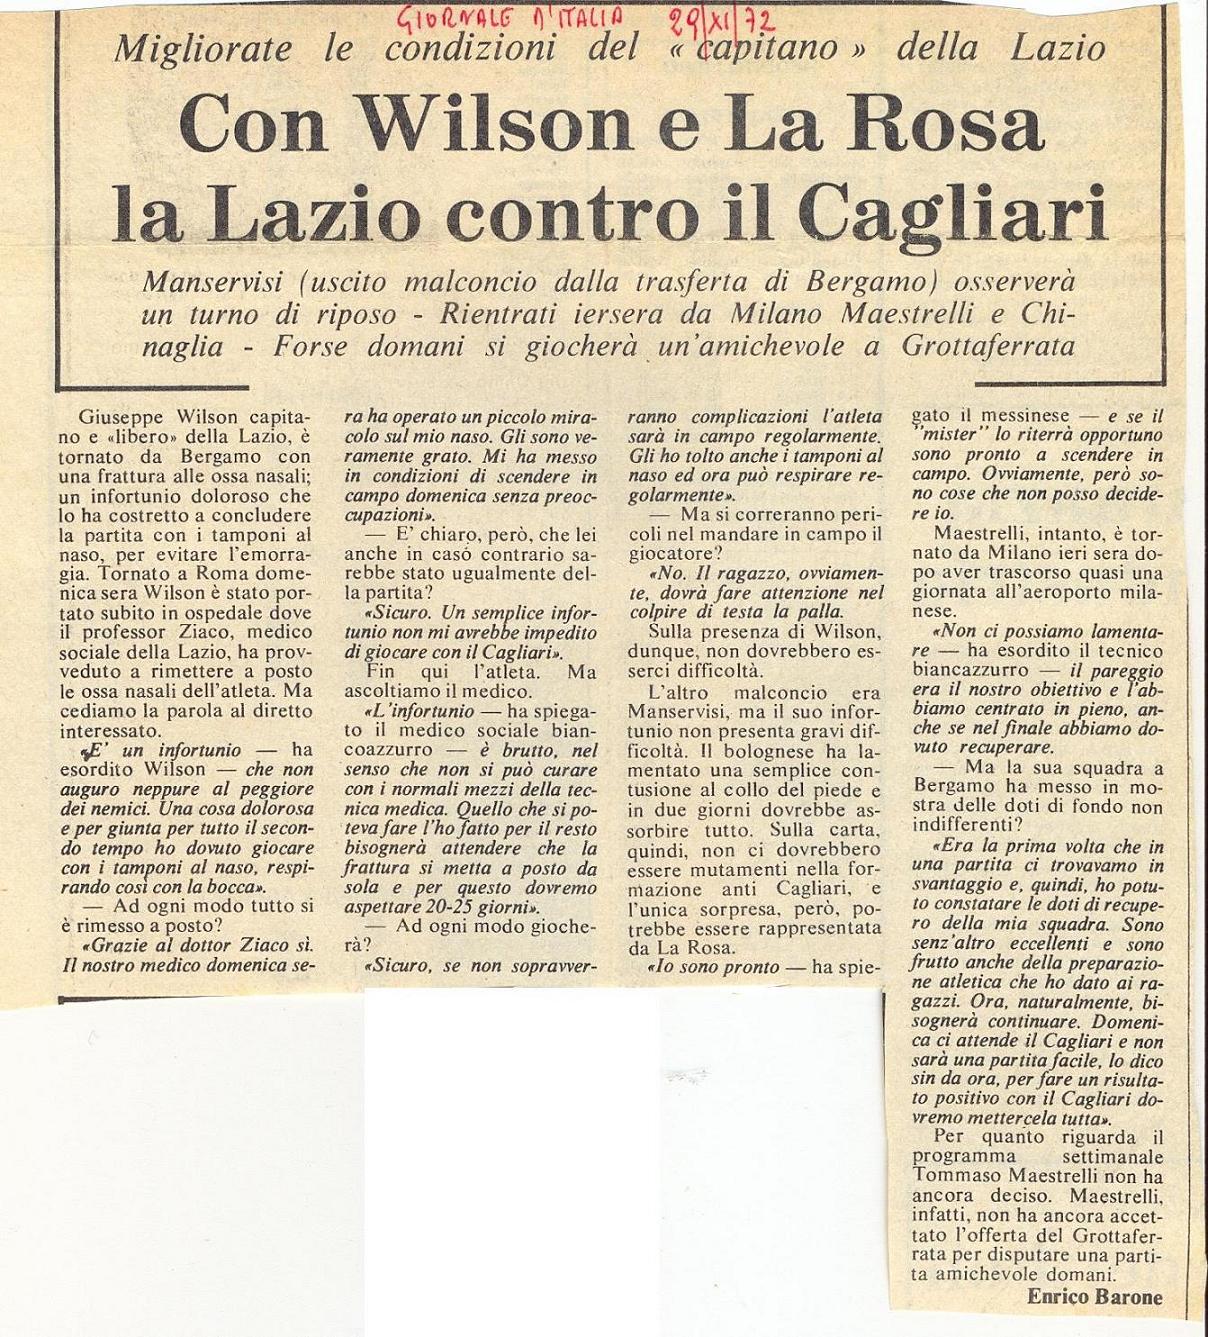 GIORNALE D'ITALIA 29/XI/72
Migliorate le condizioni del «capitano» della Lazio
Con Wilson e La Rosa
la Lazio contro il Cagliari
Manservisi (uscito malconcio dalla trasferta di Bergamo) osserverà
un turno di riposo - Rientrati iersera da Milano Maestrelli e Chi-
naglia - Forse domani si giocherà un'amichevole a Grottaferrata
Giuseppe Wilson capita-
no e «libero» della Lazio, è
tornato da Bergamo con
una frattura alle ossa nasali;
un infortunio doloroso che
lo ha costretto a concludere
la partita con i tamponi al
naso, per evitare l'emorra-
gia. Tornato a Roma dome-
nica sera Wilson è stato por-
tato subito in ospedale dove
il professor Ziaco, medico
sociale della Lazio, ha prov-
veduto a rimettere a posto
le ossa nasali dell'atleta. Ma
cediamo la parola al diretto
interessato.
«E' un infortunio — ha
esordito Wilson — che non
auguro neppure al peggiore
dei nemici. Una cosa dolorosa
e per giunta per tutto il secon-
do tempo ho dovuto giocare
con i tamponi al naso, respi-
rando così con la bocca».
— Ad ogni modo tutto si
è rimesso a posto?
«Grazie al dottor Ziaco sì.
Il nostro medico domenica se-
ra ha operato un piccolo mira-
colo sul mio naso. Gli sono ve-
ramente grato. Mi ha messo
in condizioni di scendere in
campo domenica senza preoc-
cupazioni».
— E' chiaro, però, che lei
anche in caso contrario sa-
rebbe stato ugualmente del-
la partita?
«Sicuro. Un semplice infor-
tunio non mi avrebbe impedito
di giocare con il Cagliari».
Fin qui l'atleta. Ma
ascoltiamo il medico.
«L'infortunio — ha spiega-
to il medico sociale bian-
coazzurro — è brutto, nel
senso che non si può curare
con i normali mezzi della tec-
nica medica. Quello che si po-
teva fare l'ho fatto per il resto
bisognerà attendere che la
frattura si metta a posto da
sola e per questo dovremo
aspettare 20-25 giorni».
— Ad ogni modo gioche-
rà?
«Sicuro, se non sopravver-
ranno complicazioni l'atleta
sarà in campo regolarmente.
Gli ho tolto anche i tamponi al
naso ed ora può respirare re-
golarmente».
— Ma si correranno peri-
coli nel mandare in campo il
giocatore?
«No. Il ragazzo, ovviamen-
te, dovrà fare attenzione nel
colpire di testa la palla.
Sulla presenza di Wilson,
dunque, non dovrebbero es-
serci difficoltà.
L'altro malconcio era
Manservisi, ma il suo infor-
tunio non presenta gravi dif-
ficoltà. Il bolognese ha la-
mentato una semplice con-
tusione al collo del piede e
in due giorni dovrebbe as-
sorbire tutto. Sulla carta,
quindi, non ci dovrebbero
essere mutamenti nella for-
mazione anti Cagliari, e
l'unica sorpresa, però, po-
trebbe essere rappresentata
da La Rosa.
«Io sono pronto — ha spie-
gato il messinese — e se il
"mister" lo riterrà opportuno
sono pronto a scendere in
campo. Ovviamente, però so-
no cose che non posso decide-
re io.
Maestrelli, intanto, è tor-
nato da Milano ieri sera do-
po aver trascorso quasi una
giornata all'aeroporto mila-
nese.
«Non ci possiamo lamenta-
re — ha esordito il tecnico
biancazzurro — il pareggio
era il nostro obiettivo e l'ab-
biamo centrato in pieno, an-
che se nel finale abbiamo do-
vuto recuperare.
— Ma la sua squadra a
Bergamo ha messo in mo-
stra delle doti di fondo non
indifferenti?
«Era la prima volta che in
una partita ci trovavamo in
svantaggio e, quindi, ho potu-
to constatare le doti di recupe-
ro della mia squadra. Sono
senz'altro eccellenti e sono
frutto anche della preparazio-
ne atletica che ho dato ai ra-
gazzi. Ora, naturalmente, bi-
sognerà continuare. Domeni-
ca ci attende il Cagliari e non
sarà una partita facile, lo dico
sin da ora, per fare un risulta-
to positivo con il Cagliari do-
vremo mettercela tutta».
Per quanto riguarda il
programma settimanale
Tommaso Maestrelli non ha
ancora deciso. Maestrelli,
infatti, non ha ancora accet-
tato l'offerta del Grottafer-
rata per disputare una parti-
ta amichevole domani.
Enrico Barone